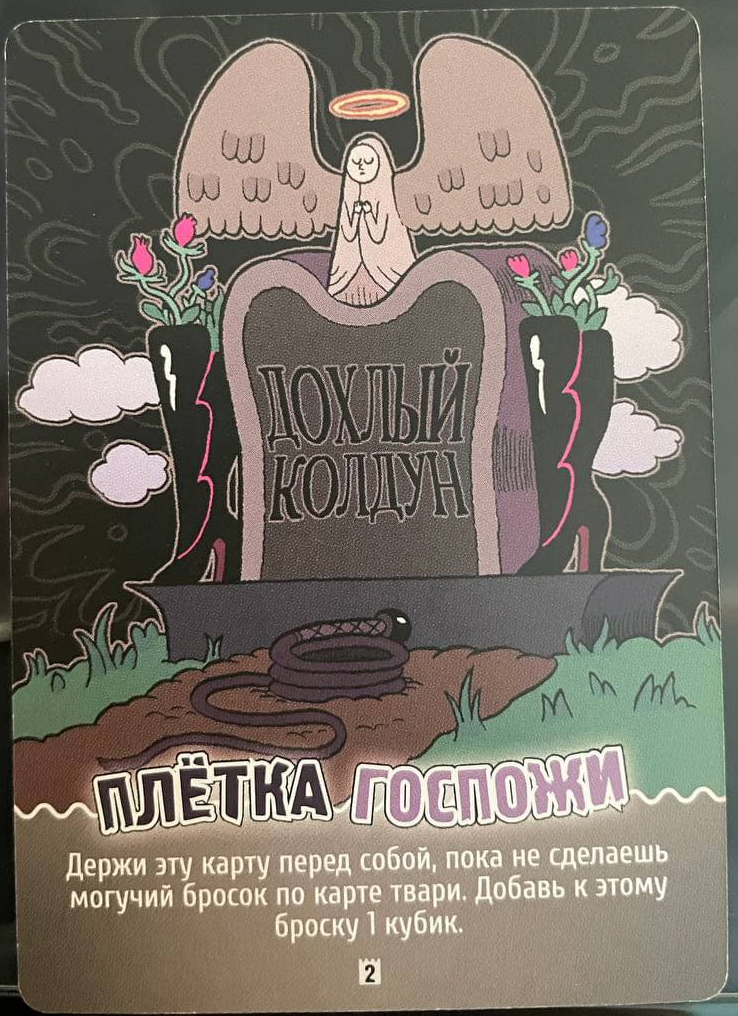 ДОХЛЫЙ
КОЛДУН
ПЛЁТКА ГОСПОЖИ
Держи эту карту перед собой, пока не сделаешь
могучий бросок по карте твари. Добавь к этому
броску 1 кубик.
2